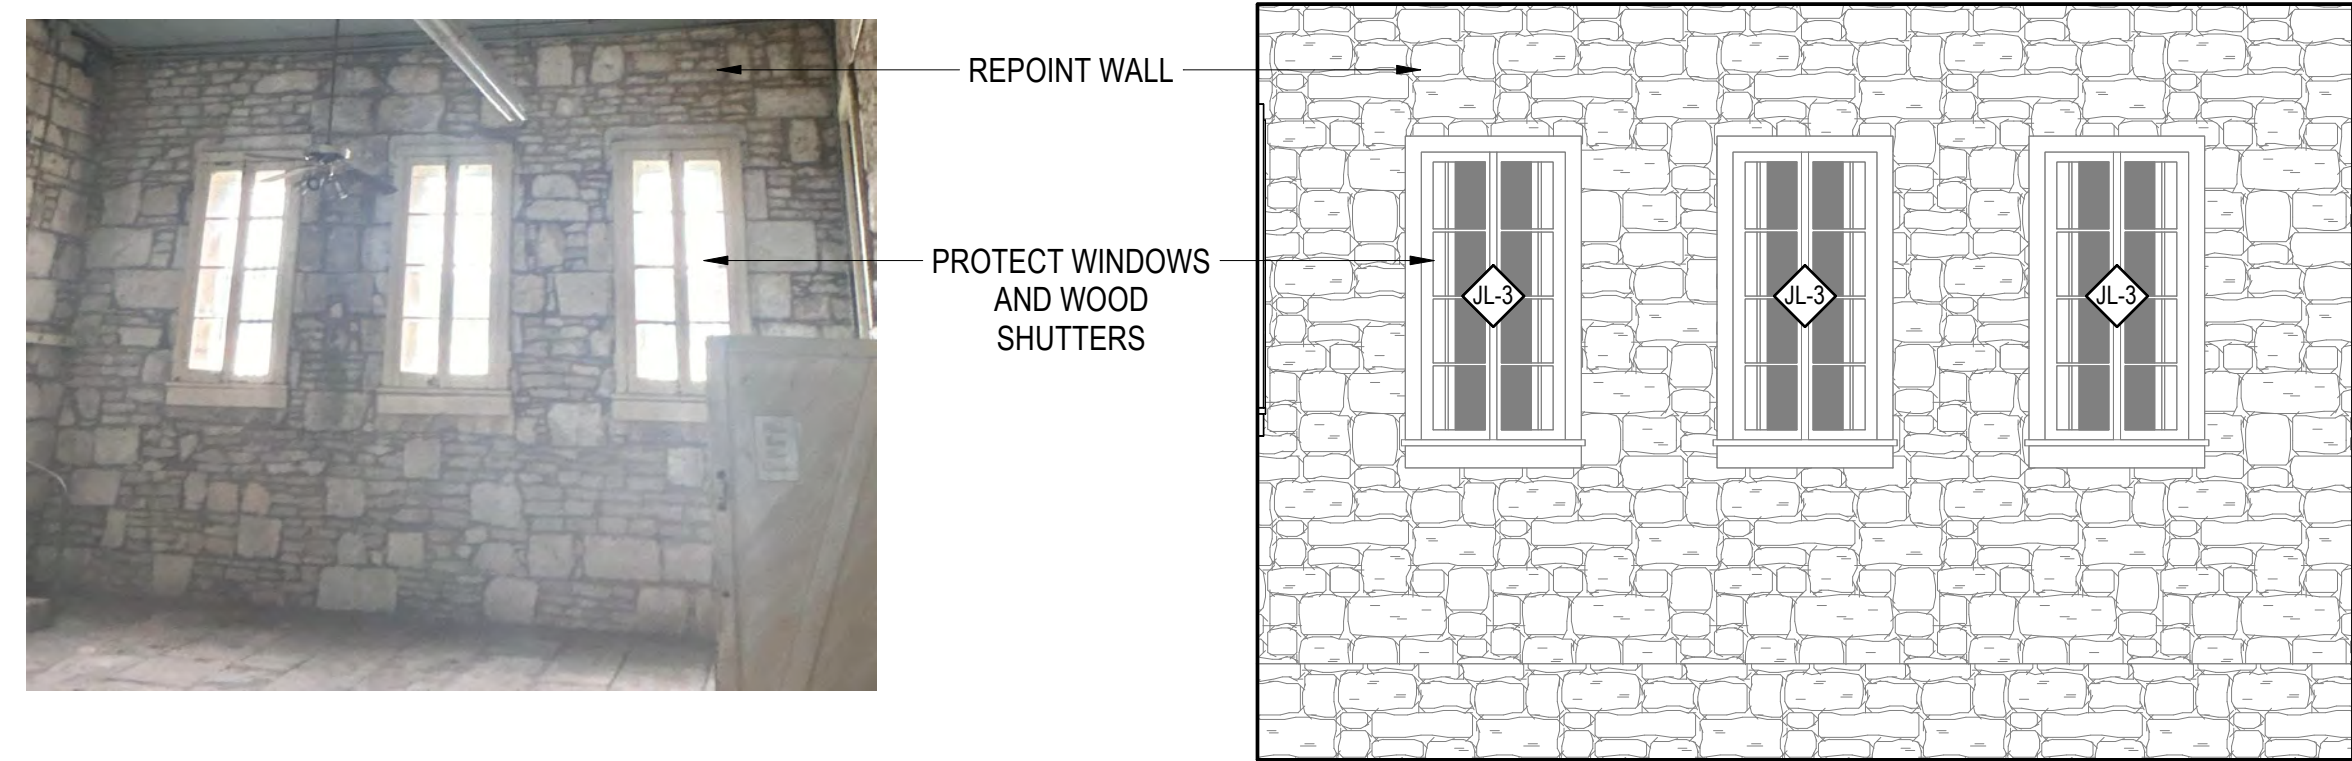 REPOINT WALL
PROTECT WINDOWS
AND WOOD
SHUTTERS
JL-3
JL-3
JL-3